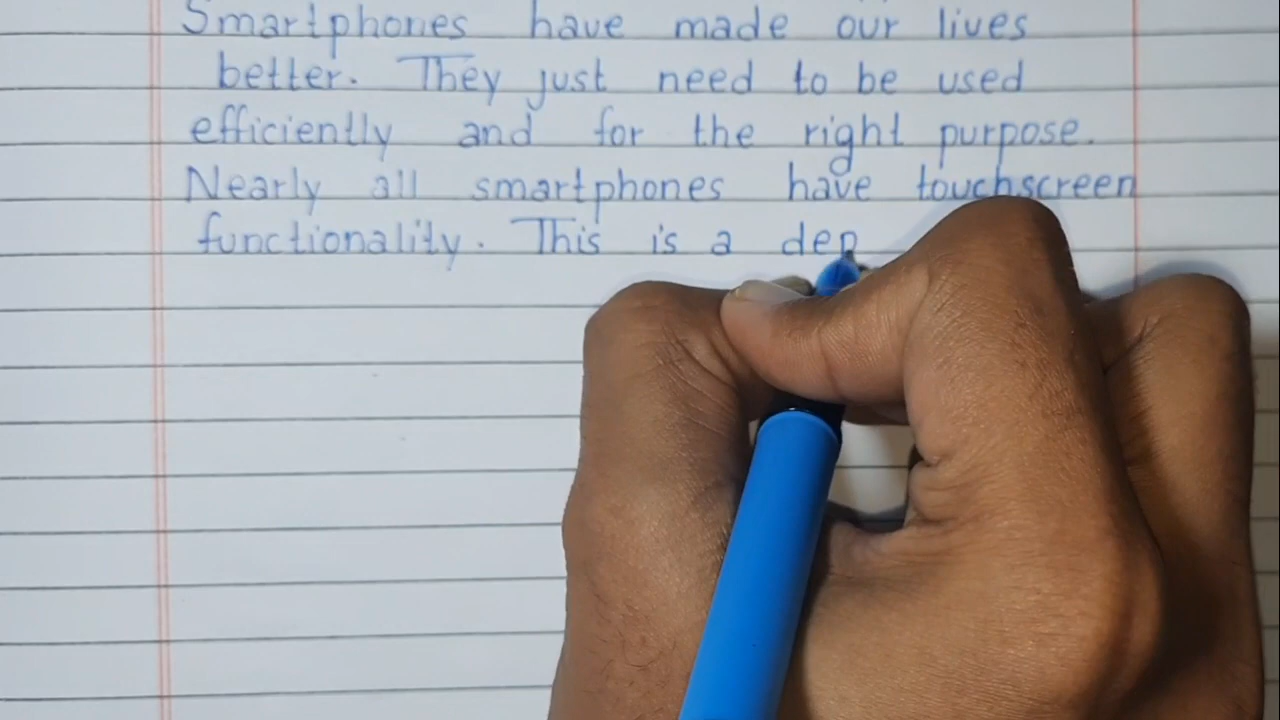 Smartphones have made our lives
better. They just need to be used
efficiently and for the right purpose.
Nearly all smartphones have touchscreen
functionality. This is a dep